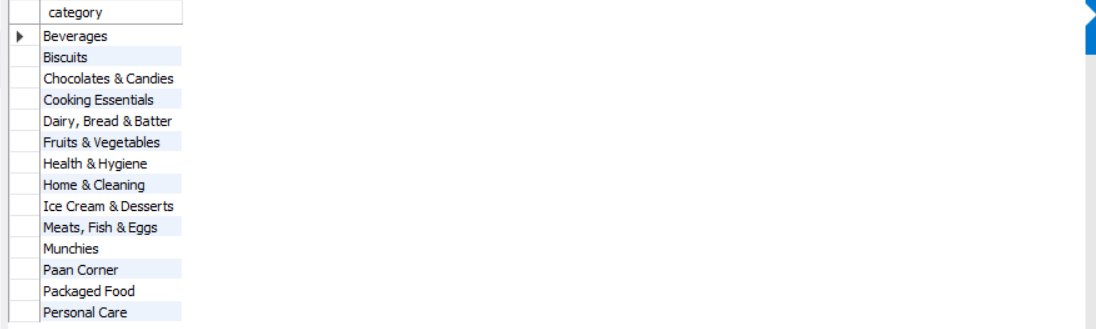 category
Beverages
Biscuits
Chocolates & Candies
Cooking Essentials
Dairy, Bread & Batter
Fruits & Vegetables
Health & Hygiene
Home & Cleaning
Ice Cream & Desserts
Meats, Fish & Eggs
Munchies
Paan Corner
Packaged Food
Personal Care